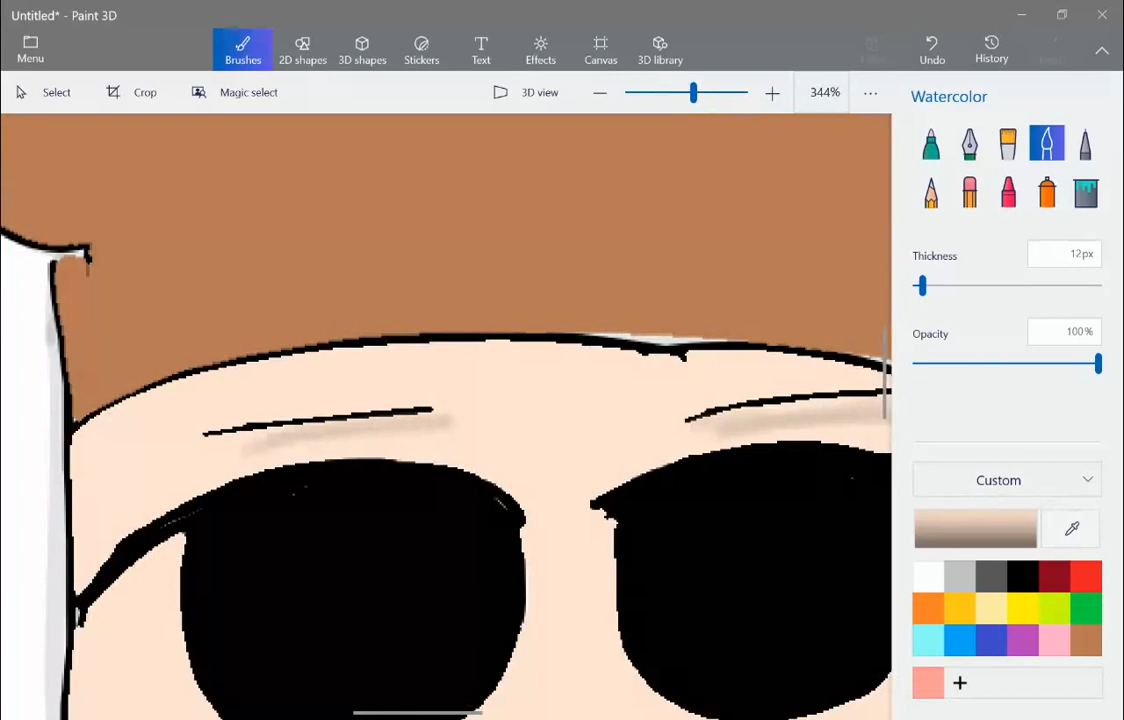 Untitled* - Paint 3D
Menu
Brushes
2D shapes
3D shapes
Stickers
Text
Effects
Canvas
3D library
Undo
History
Select
Crop
Magic select
3D view
344%
Watercolor
Thickness
12px
Opacity
100%
Custom